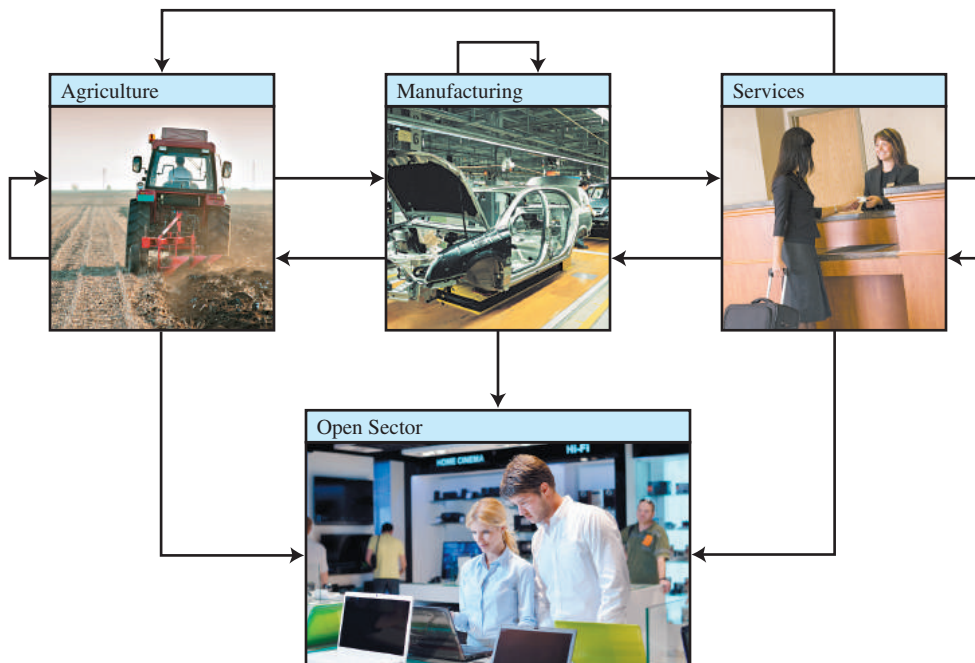 Agriculture
Manufacturing
Services
Open Sector
HOME CINEMA
Hi-Fi